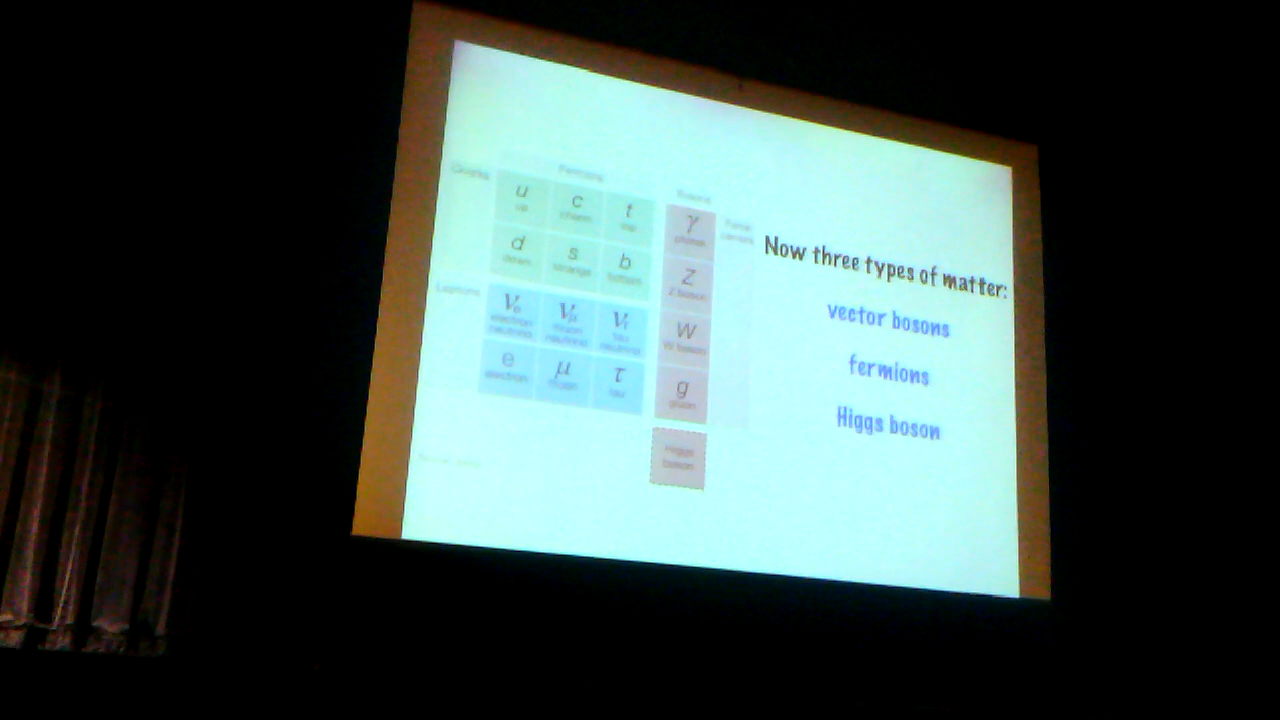 Quarks
Fermions
Bosons
u
c
t
γ
Force
up
charm
top
photon
carriers
d
s
b
Z
down
strange
bottom
Z boson
Leptons
νe
νμ
ντ
W
electron
muon
tau
W boson
neutrino
neutrino
neutrino
e
μ
τ
g
electron
muon
tau
gluon
Higgs
boson
Now three types of matter:
vector bosons
fermions
Higgs boson